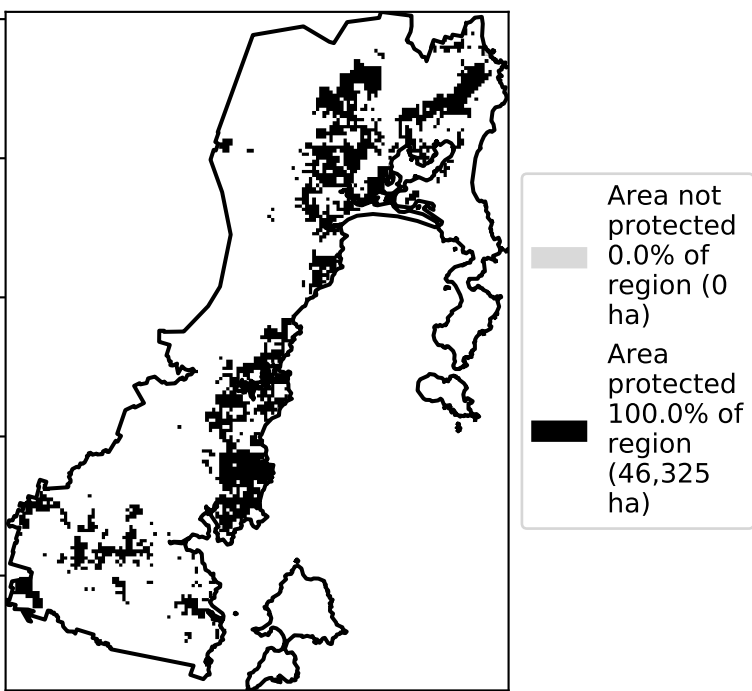 Area not
protected
0.0% of
region (0
ha)
Area
protected
100.0% of
region
(46,325
ha)